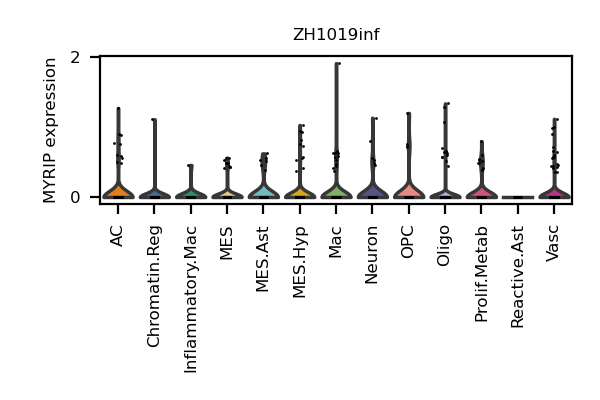 ZH1019inf
MYRIP expression
2
0
AC
Chromatin.Reg
Inflammatory.Mac
MES
MES.Ast
MES.Hyp
Mac
Neuron
OPC
Oligo
Prolif.Metab
Reactive.Ast
Vasc